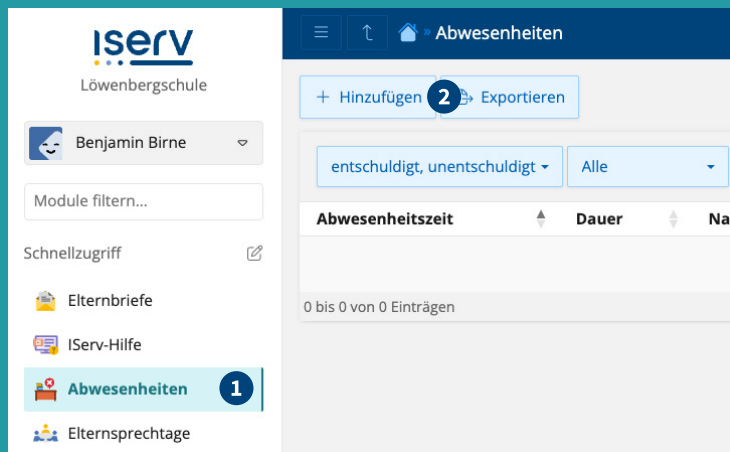 IServ
Löwenbergschule
Benjamin Birne
Module filtern...
Schnellzugriff
Elternbriefe
IServ-Hilfe
Abwesenheiten 1
Elternsprechtage
» Abwesenheiten
+ Hinzufügen 2 Exportieren
entschuldigt, unentschuldigt Alle
Abwesenheitszeit Dauer Na
0 bis 0 von 0 Einträgen